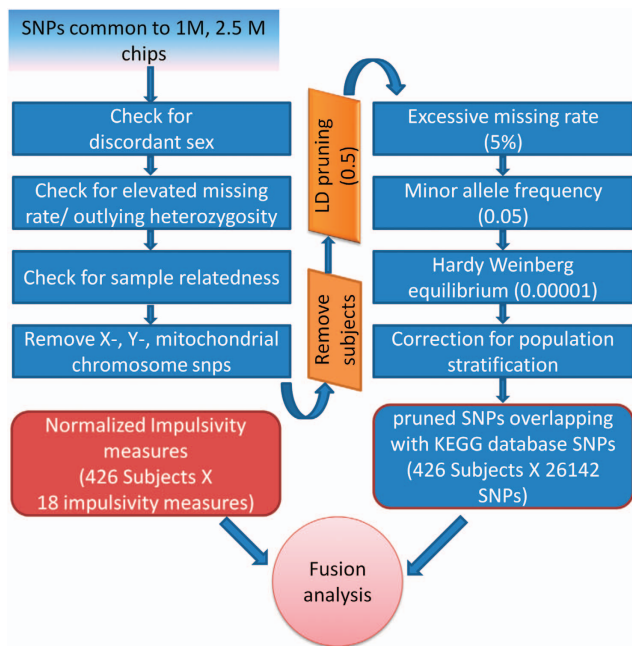 SNPs common to 1M, 2.5 M
chips
Check for
discordant sex
Check for elevated missing
rate/ outlying heterozygosity
Check for sample relatedness
Remove X-, Y-, mitochondrial
chromosome snps
Remove
subjects
LD pruning
(0.5)
Excessive missing rate
(5%)
Minor allele frequency
(0.05)
Hardy Weinberg
equilibrium (0.00001)
Correction for population
stratification
pruned SNPs overlapping
with KEGG database SNPs
(426 Subjects X 26142
SNPs)
Normalized Impulsivity
measures
(426 Subjects X
18 impulsivity measures)
Fusion
analysis